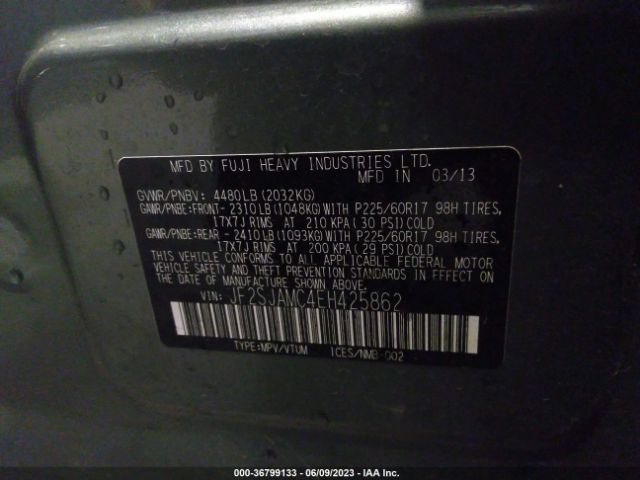 MFD BY FUJI HEAVY INDUSTRIES LTD.
MFD IN 03/13
GVWR/PNBV: 4480LB(2032KG)
GAWR/PNBE:FRONT-2310LB(1048KG)WITH P225/60R17 98H TIRES,
17X7J RIMS AT 210 KPA(30 PSI)COLD
GAWR/PNBE:REAR-2410LB(1093KG)WITH P225/60R17 98H TIRES,
17X7J RIMS AT 200 KPA(29 PSI)COLD
THIS VEHICLE CONFORMS TO ALL APPLICABLE FEDERAL MOTOR
VEHICLE SAFETY AND THEFT PREVENTION STANDARDS IN EFFECT ON
THE DATE OF MANUFACTURE SHOWN ABOVE.
VIN: JF2SJAMC4EH425862
TYPE:MPV/VTUM ICES/NMB-002
000-36799133 - 06/09/2023 - IAA Inc.